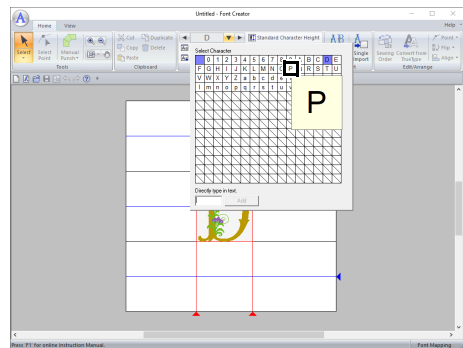 Untitled - Font Creator
Home View Help
Select
Select Point
Manual Punch
Tools
Cut Duplicate
Copy Delete
Paste
Clipboard
D
Standard Character Height
AB
A
Single
Import
Sewing Order
Convert from TrueType
Point
Flip
Align
Edit/Arrange
Select Character
0 1 2 3 4 5 6 7 B C D E
F G H I J K L M N P R S T U
V W X Y Z a b c d e
l m n o p q r s t u
P
Directly type in text.
Add
D
Press 'F1' for online Instruction Manual.
Font Mapping